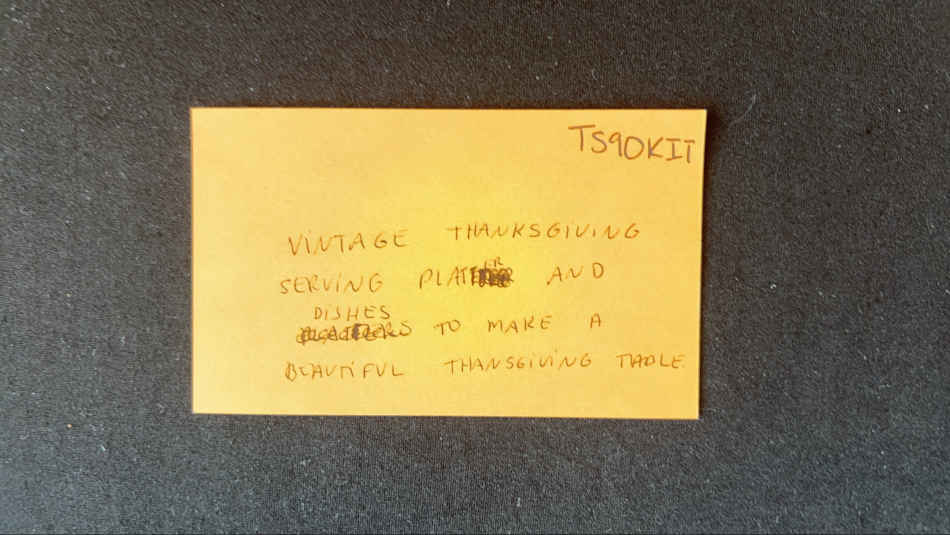 TS90KIT
VINTAGE THANKSGIVING
SERVING PLATTER AND
DISHES TO MAKE A
BEAUTIFUL THANSGIVING TABLE